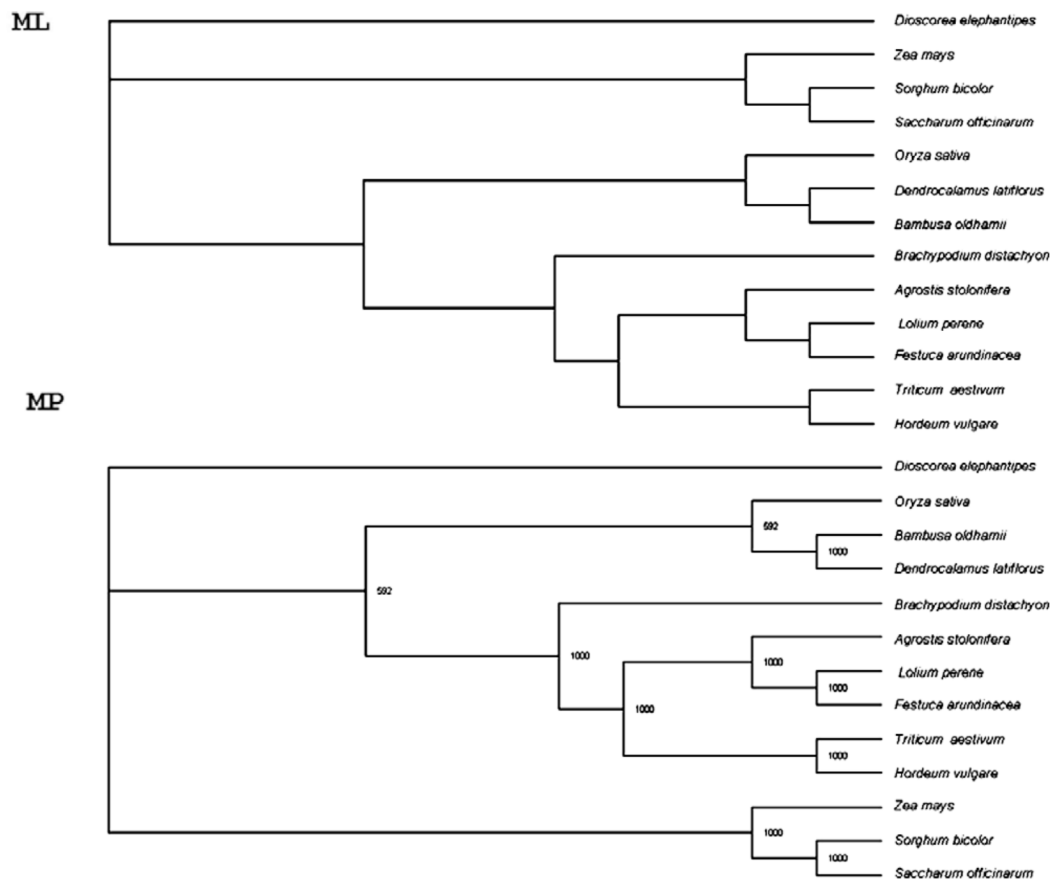 ML
Dioscorea elephantipes
Zea mays
Sorghum bicolor
Saccharum officinarum
Oryza sativa
Dendrocalamus latiflorus
Bambusa oldhamii
Brachypodium distachyon
Agrostis stolonifera
Lolium perene
Festuca arundinacea
Triticum aestivum
Hordeum vulgare
MP
Dioscorea elephantipes
Oryza sativa
592
Bambusa oldhamii
1000
Dendrocalamus latiflorus
592
Brachypodium distachyon
1000
Agrostis stolonifera
1000
Lolium perene
1000
Festuca arundinacea
1000
Triticum aestivum
1000
Hordeum vulgare
Zea mays
1000
Sorghum bicolor
1000
Saccharum officinarum